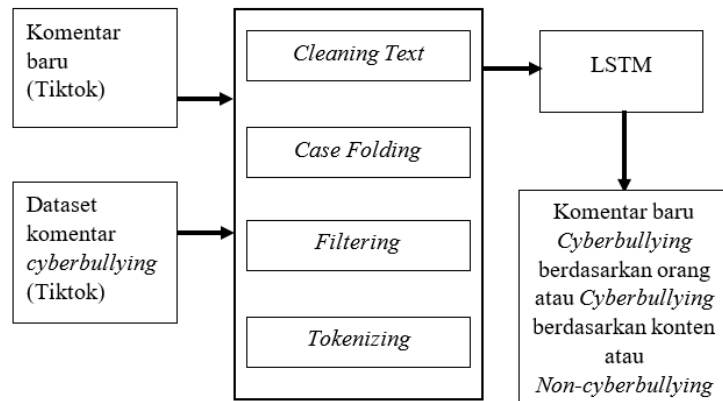 Komentar
baru
(Tiktok)
Dataset
komentar
cyberbullying
(Tiktok)
Cleaning Text
Case Folding
Filtering
Tokenizing
LSTM
Komentar baru
Cyberbullying
berdasarkan orang
atau Cyberbullying
berdasarkan konten
atau
Non-cyberbullying